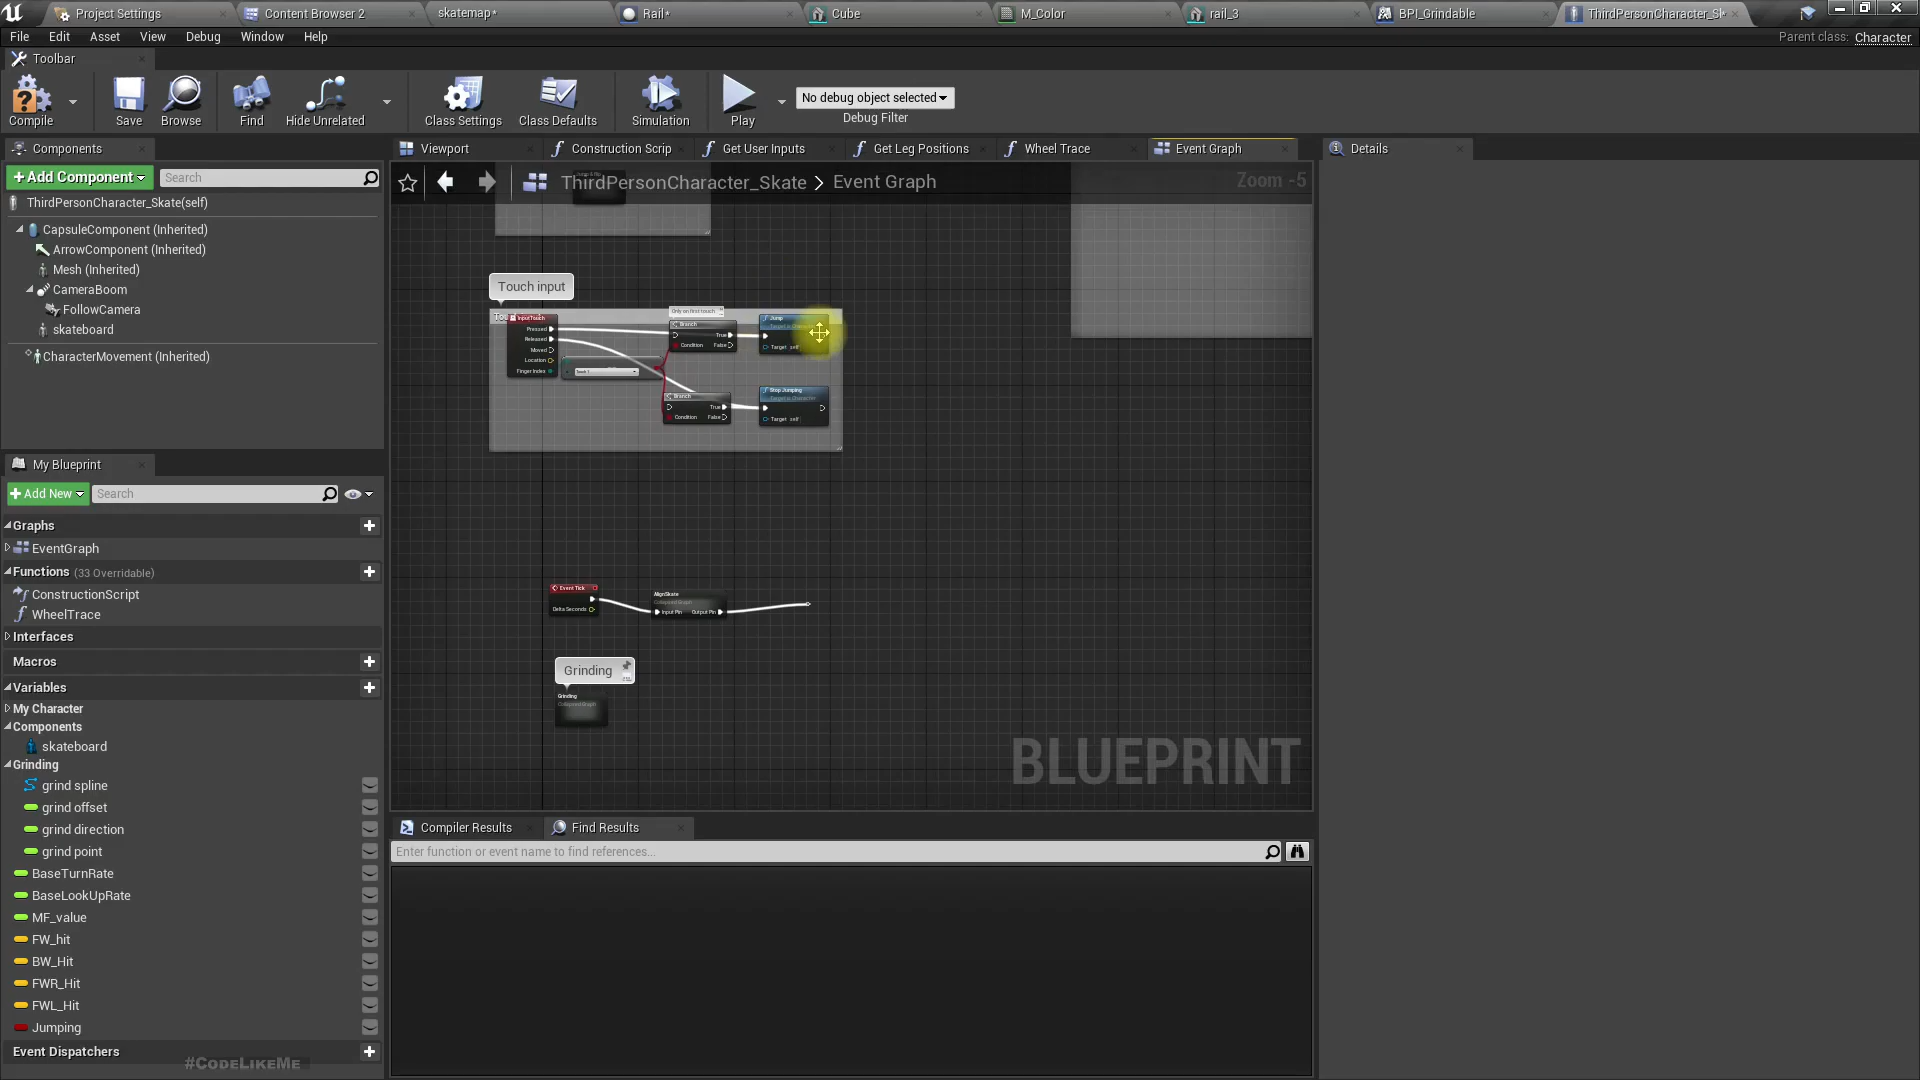 Project Settings
Content Browser 2
skatemap*
Rail*
Cube
M_Color
rail_3
BPI_Grindable
ThirdPersonCharacter_Sk
File Edit Asset View Debug Window Help
Parent class: Character
Toolbar
Compile
Save
Browse
Find
Hide Unrelated
Class Settings
Class Defaults
Simulation
Play
No debug object selected
Debug Filter
Components
+Add Component
Search
ThirdPersonCharacter_Skate(self)
CapsuleComponent (Inherited)
ArrowComponent (Inherited)
Mesh (Inherited)
CameraBoom
FollowCamera
skateboard
CharacterMovement (Inherited)
Viewport
Construction Scrip
Get User Inputs
Get Leg Positions
Wheel Trace
Event Graph
Details
ThirdPersonCharacter_Skate > Event Graph
Zoom -5
Touch input
InputTouch
Pressed
Released
Moved
Location
Finger Index
Touch 1
Only on first touch
Branch
True
Condition False
Jump
Target self
Branch
True
Condition False
Stop Jumping
Target is Character
Target self
Event Tick
Delta Seconds
AlignSkate
Collapsed Graph
Input Pin Output Pin
Grinding
Grinding
Collapsed Graph
BLUEPRINT
My Blueprint
+Add New
Search
Graphs
EventGraph
Functions (33 Overridable)
ConstructionScript
WheelTrace
Interfaces
Macros
Variables
My Character
Components
skateboard
Grinding
grind spline
grind offset
grind direction
grind point
BaseTurnRate
BaseLookUpRate
MF_value
FW_hit
BW_Hit
FWR_Hit
FWL_Hit
Jumping
Event Dispatchers
#CodeLikeMe
Compiler Results
Find Results
Enter function or event name to find references...